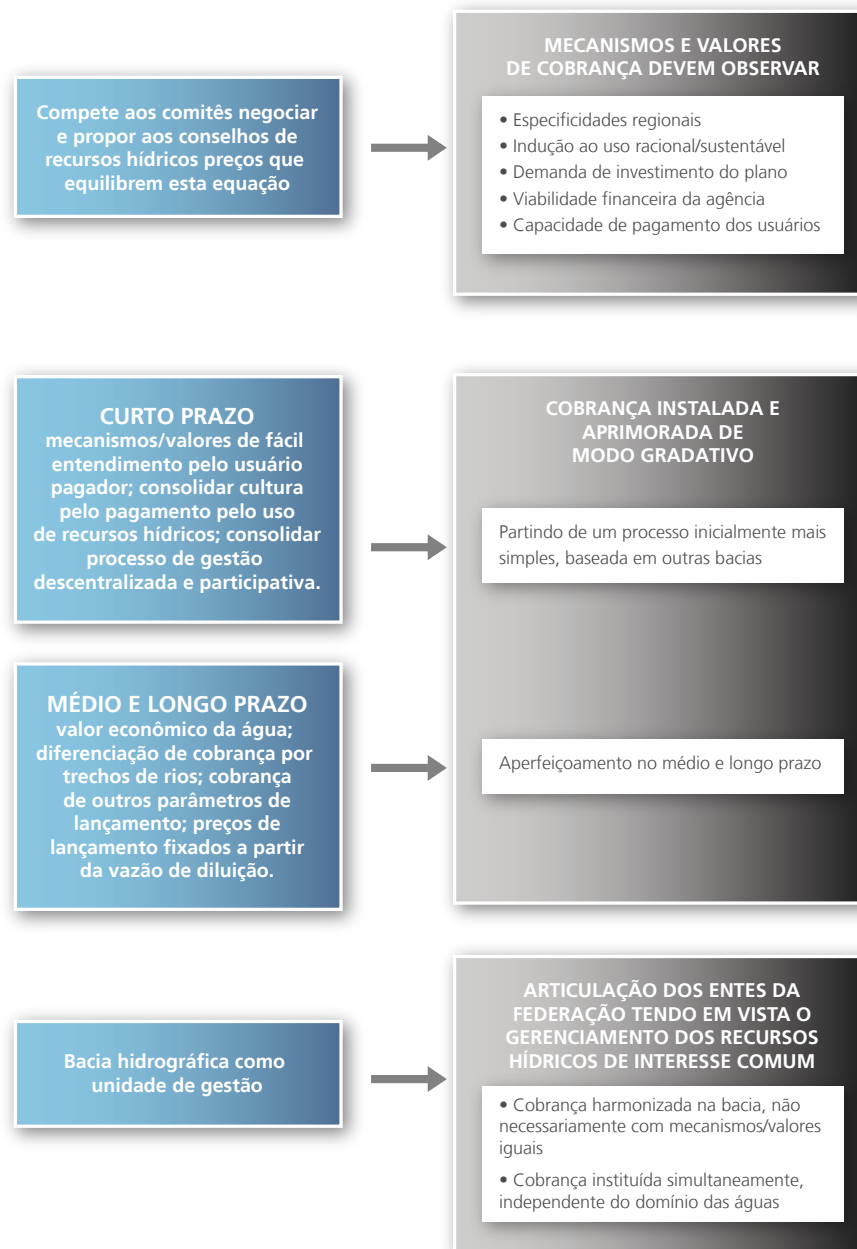 Compete aos comitês negociar
e propor aos conselhos de
recursos hídricos preços que
equilibrem esta equação
MECANISMOS E VALORES
DE COBRANÇA DEVEM OBSERVAR
• Especificidades regionais
• Indução ao uso racional/sustentável
• Demanda de investimento do plano
• Viabilidade financeira da agência
• Capacidade de pagamento dos usuários
CURTO PRAZO
mecanismos/valores de fácil
entendimento pelo usuário
pagador; consolidar cultura
pelo pagamento pelo uso
de recursos hídricos; consolidar
processo de gestão
descentralizada e participativa.
COBRANÇA INSTALADA E
APRIMORADA DE
MODO GRADATIVO
Partindo de um processo inicialmente mais
simples, baseada em outras bacias
MÉDIO E LONGO PRAZO
valor econômico da água;
diferenciação de cobrança por
trechos de rios; cobrança
de outros parâmetros de
lançamento; preços de
lançamento fixados a partir
da vazão de diluição.
Aperfeiçoamento no médio e longo prazo
Bacia hidrográfica como
unidade de gestão
ARTICULAÇÃO DOS ENTES DA
FEDERAÇÃO TENDO EM VISTA O
GERENCIAMENTO DOS RECURSOS
HÍDRICOS DE INTERESSE COMUM
• Cobrança harmonizada na bacia, não
necessariamente com mecanismos/valores
iguais
• Cobrança instituída simultaneamente,
independente do domínio das águas